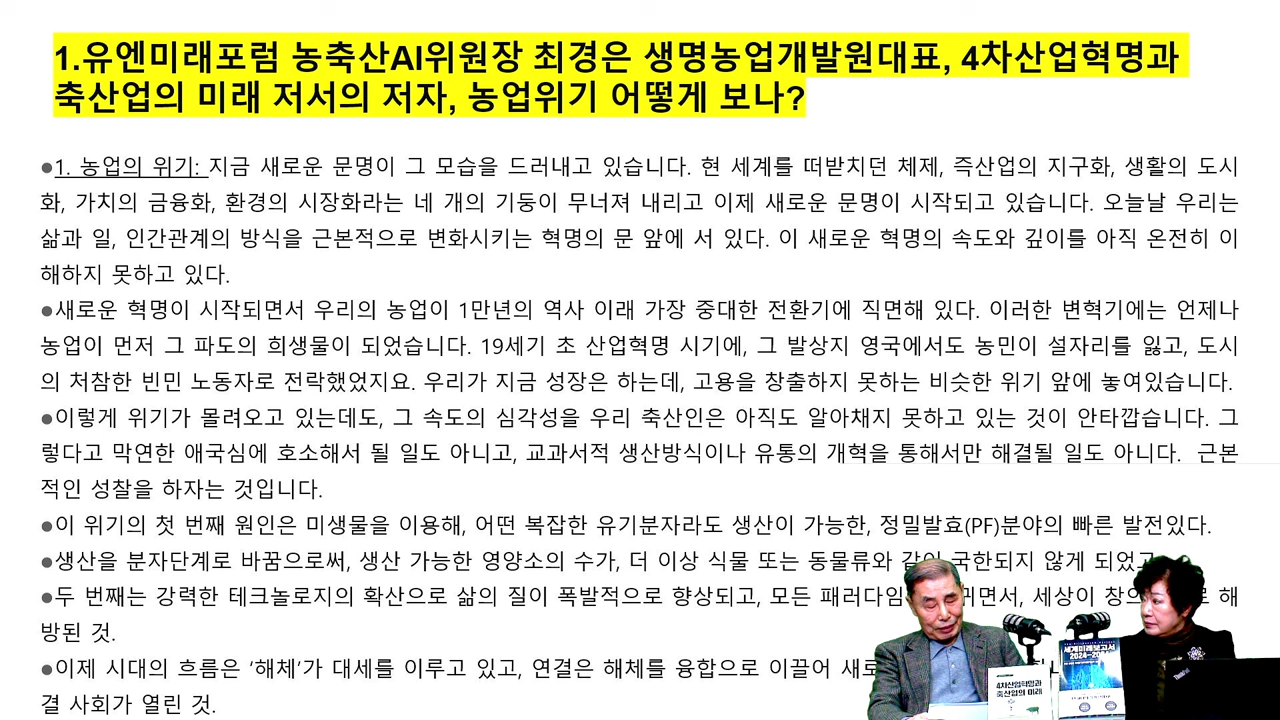 1.유엔미래포럼 농축산AI위원장 최경은 생명농업개발원대표, 4차산업혁명과
축산업의 미래 저서의 저자, 농업위기 어떻게 보나?
●1. 농업의 위기: 지금 새로운 문명이 그 모습을 드러내고 있습니다. 현 세계를 떠받치던 체제, 즉산업의 지구화, 생활의 도시
화, 가치의 금융화, 환경의 시장화라는 네 개의 기둥이 무너져 내리고 이제 새로운 문명이 시작되고 있습니다. 오늘날 우리는
삶과 일, 인간관계의 방식을 근본적으로 변화시키는 혁명의 문 앞에 서 있다. 이 새로운 혁명의 속도와 깊이를 아직 온전히 이
해하지 못하고 있다.
●새로운 혁명이 시작되면서 우리의 농업이 1만년의 역사 이래 가장 중대한 전환기에 직면해 있다. 이러한 변혁기에는 언제나
농업이 먼저 그 파도의 희생물이 되었습니다. 19세기 초 산업혁명 시기에, 그 발상지 영국에서도 농민이 설자리를 잃고, 도시
의 처참한 빈민 노동자로 전락했었지요. 우리가 지금 성장은 하는데, 고용을 창출하지 못하는 비슷한 위기 앞에 놓여있습니다.
●이렇게 위기가 몰려오고 있는데도, 그 속도의 심각성을 우리 축산인은 아직도 알아채지 못하고 있는 것이 안타깝습니다. 그
렇다고 막연한 애국심에 호소해서 될 일도 아니고, 교과서적 생산방식이나 유통의 개혁을 통해서만 해결될 일도 아니다. 근본
적인 성찰을 하자는 것입니다.
●이 위기의 첫 번째 원인은 미생물을 이용해, 어떤 복잡한 유기분자라도 생산이 가능한, 정밀발효(PF)분야의 빠른 발전있다.
●생산을 분자단계로 바꿈으로써, 생산 가능한 영양소의 수가, 더 이상 식물 또는 동물류와 같이 국한되지 않게 되었고
●두 번째는 강력한 테크놀로지의 확산으로 삶의 질이 폭발적으로 향상되고, 모든 패러다임 뀌면서, 세상이 창의 로 해
방된 것.
●이제 시대의 흐름은 '해체'가 대세를 이루고 있고, 연결은 해체를 융합으로 이끌어 새로
결 사회가 열린 것.
4차산업혁명과
축산업의 미래
세계미래보고서